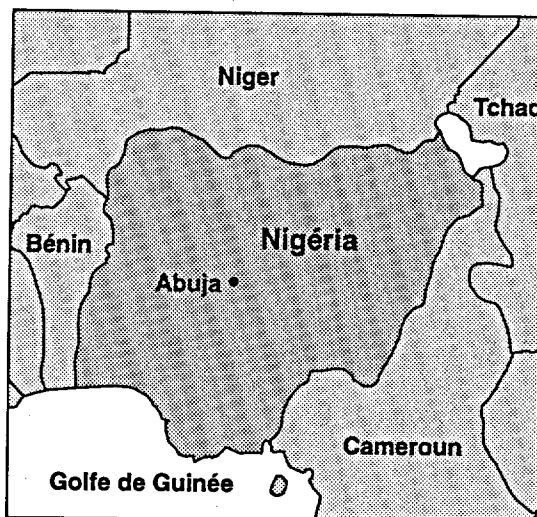 Niger
Tchad
Bénin
Nigéria
Abuja
Cameroun
Golfe de Guinée